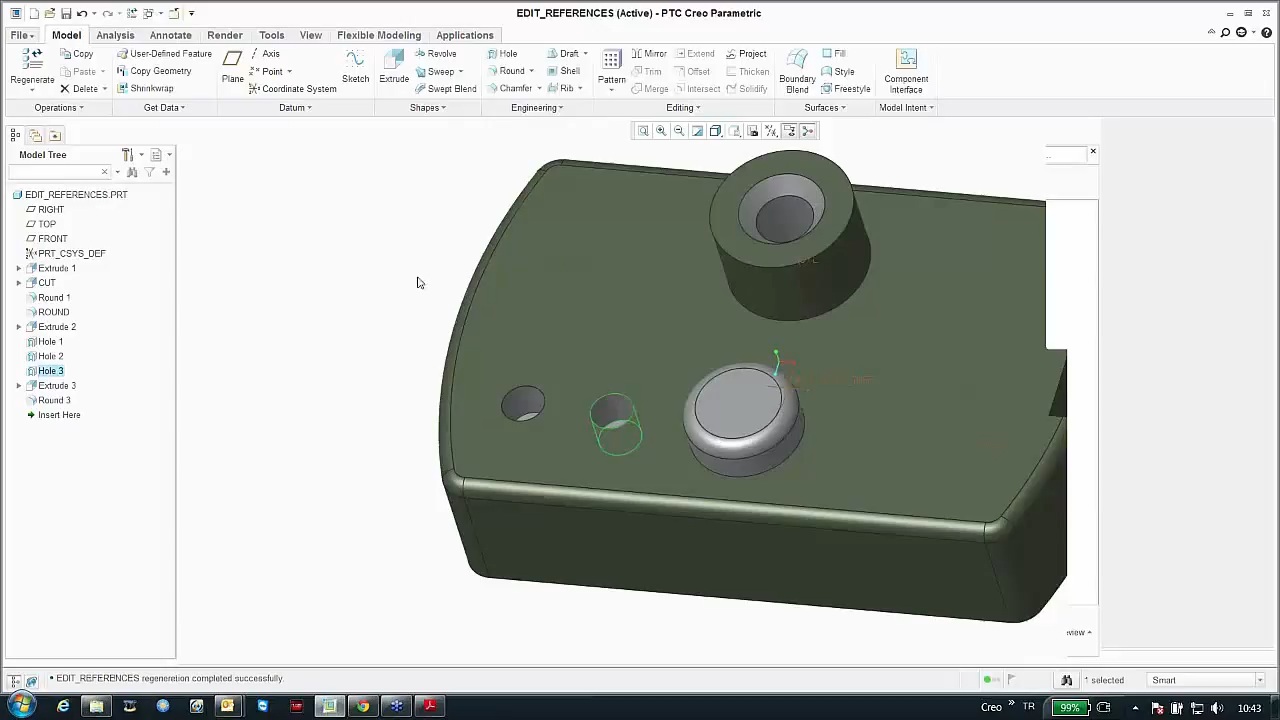 EDIT_REFERENCES (Active) - PTC Creo Parametric
File Model Analysis Annotate Render Tools View Flexible Modeling Applications
Regenerate Copy Paste Delete User-Defined Feature Copy Geometry Shrinkwrap Plane Axis Point Coordinate System Sketch Extrude Revolve Sweep Swept Blend Hole Round Chamfer Draft Shell Rib Pattern Mirror Trim Merge Extend Offset Intersect Project Thicken Solidify Boundary Blend Fill Style Freestyle Component Interface
Operations Get Data Datum Shapes Engineering Editing Surfaces Model Intent
Model Tree
...
EDIT_REFERENCES.PRT
RIGHT
TOP
FRONT
PRT_CSYS_DEF
Extrude 1
CUT
Round 1
ROUND
Extrude 2
Hole 1
Hole 2
Hole 3
Extrude 3
Round 3
Insert Here
view
• EDIT_REFERENCES regeneration completed successfully.
1 selected
Smart
Creo » TR 99% 10:43